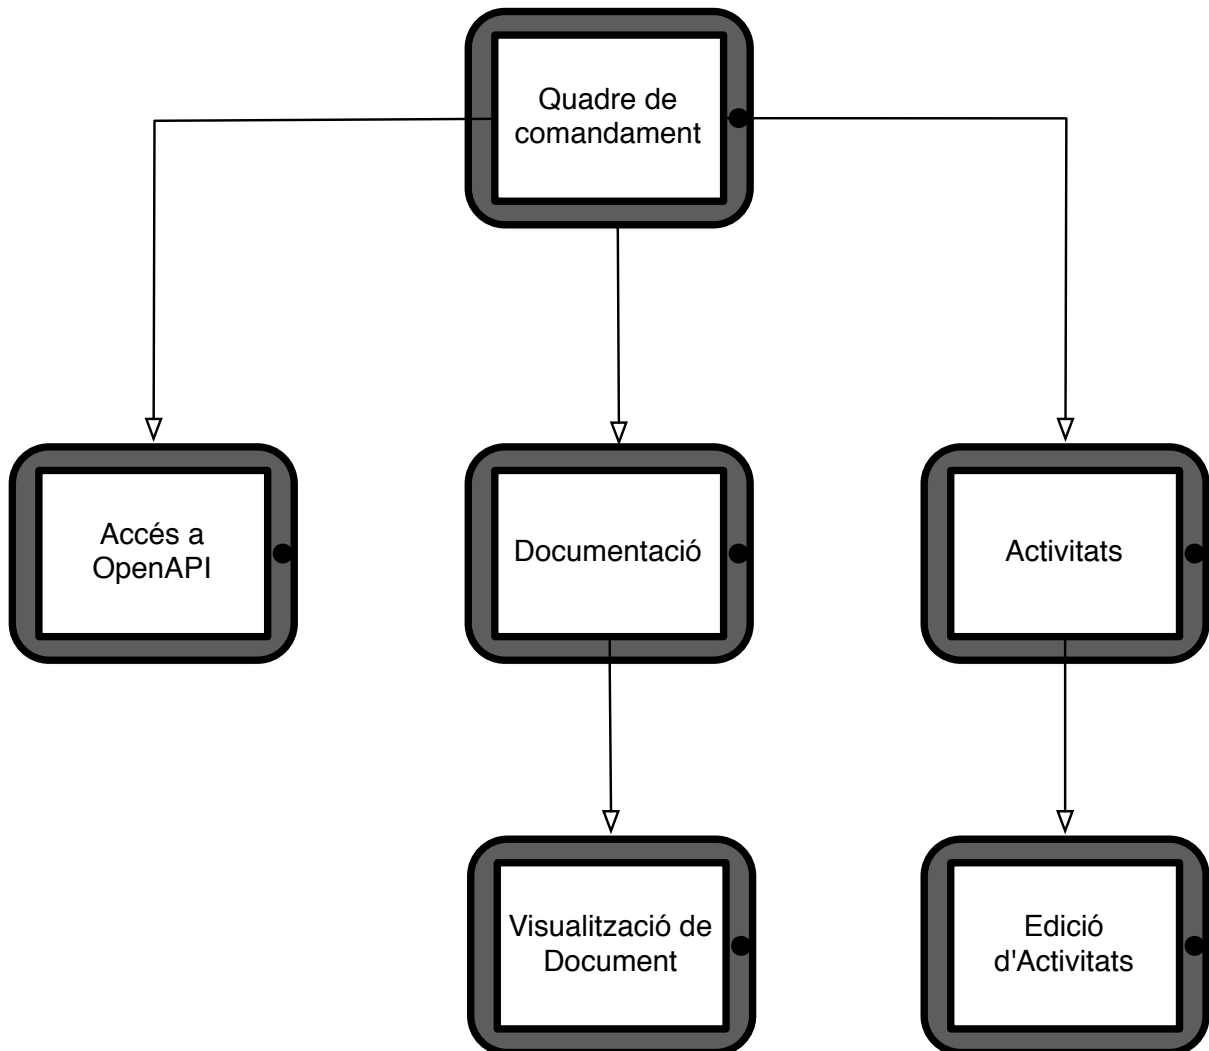 Quadre de
comandament
Accés a
OpenAPI
Documentació
Activitats
Visualització de
Document
Edició
d'Activitats